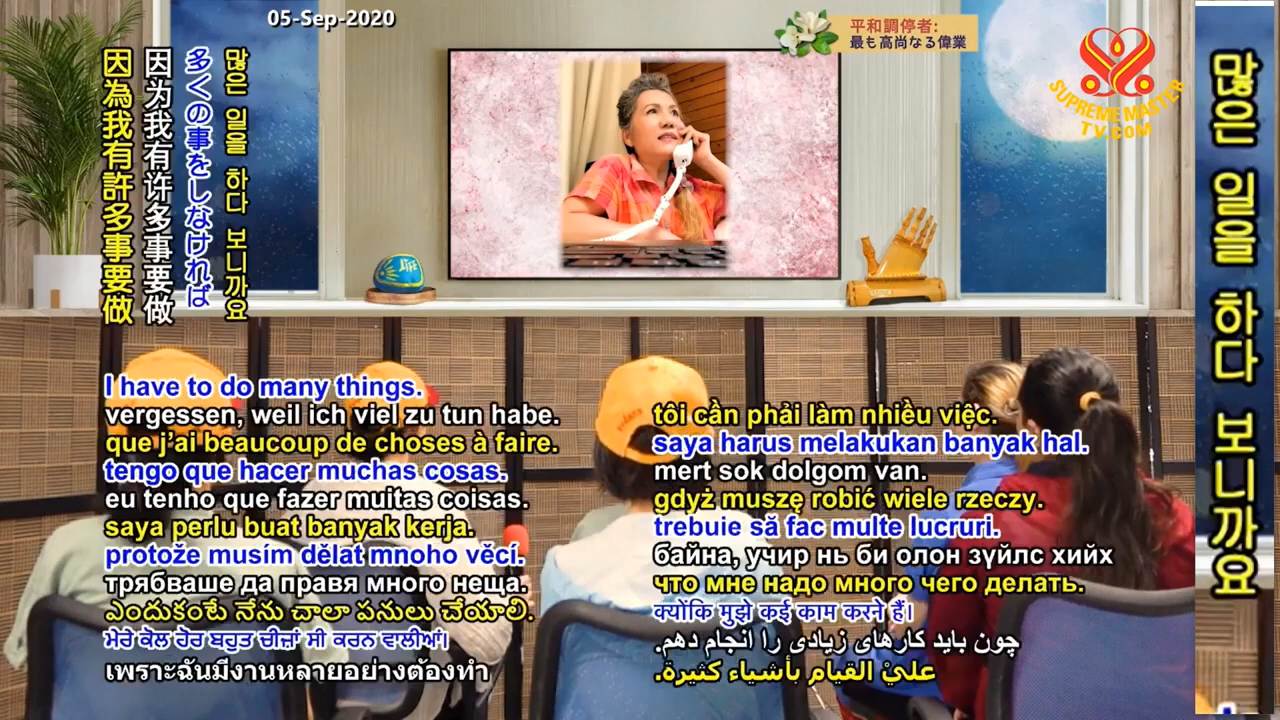 05-Sep-2020
平和調停者:
最も高尚なる偉業
SUPREME MASTER
TV.COM
많은 일을 하다 보니까요
多くの事をしなければ
因为我有许多事要做
因為我有許多事要做
많은 일을 하다 보니까요
LIFE
I have to do many things.
vergessen, weil ich viel zu tun habe.
que j'ai beaucoup de choses à faire.
tengo que hacer muchas cosas.
eu tenho que fazer muitas coisas.
saya perlu buat banyak kerja.
protože musím dělat mnoho věcí.
трябваше да правя много неща.
ఎందుకంటే నేను చాలా పనులు చేయాలి.
ਮੇਰੇ ਕੋਲ ਹੋਰ ਬਹੁਤ ਚੀਜ਼ਾਂ ਸੀ ਕਰਨ ਵਾਲੀਆਂ।
เพราะฉันมีงานหลายอย่างต้องทำ
tôi cần phải làm nhiều việc.
saya harus melakukan banyak hal.
mert sok dolgom van.
gdyż muszę robić wiele rzeczy.
trebuie să fac multe lucruri.
байна, учир нь би олон зүйлс хийх
что мне надо много чего делать.
क्योंकि मुझे कई काम करने हैं।
چون باید کارهای زیادی را انجام دهم.
عليْ القيام بأشياء كثيرة.